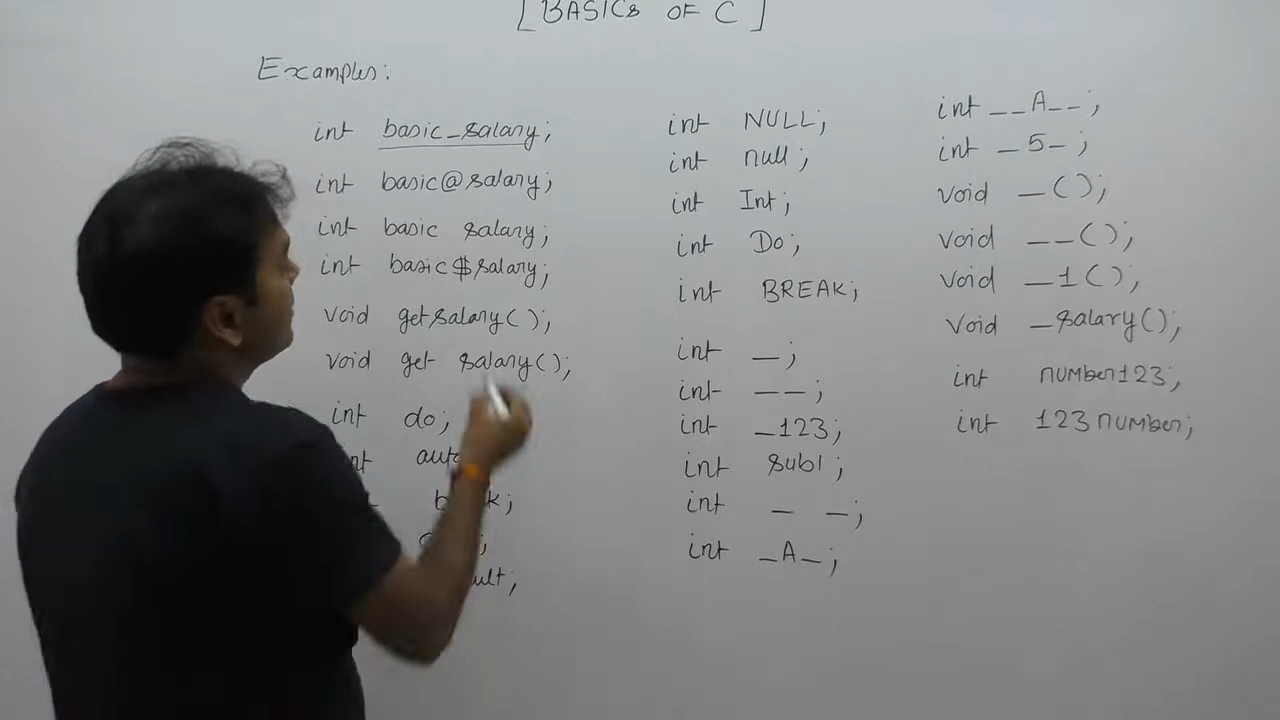 [BASICS OF C]
Examples:
int basic_salary;
int basic@salary;
int basic salary;
int basic$salary;
void getsalary();
void get salary();
int do;
int NULL;
int null;
int Int;
int Do;
int BREAK;
int _;
int __;
int _123;
int sub1;
int _ _;
int _A_;
int __A__;
int _5_;
void _();
void __();
void _1();
void _salary();
int number123;
int 123number;